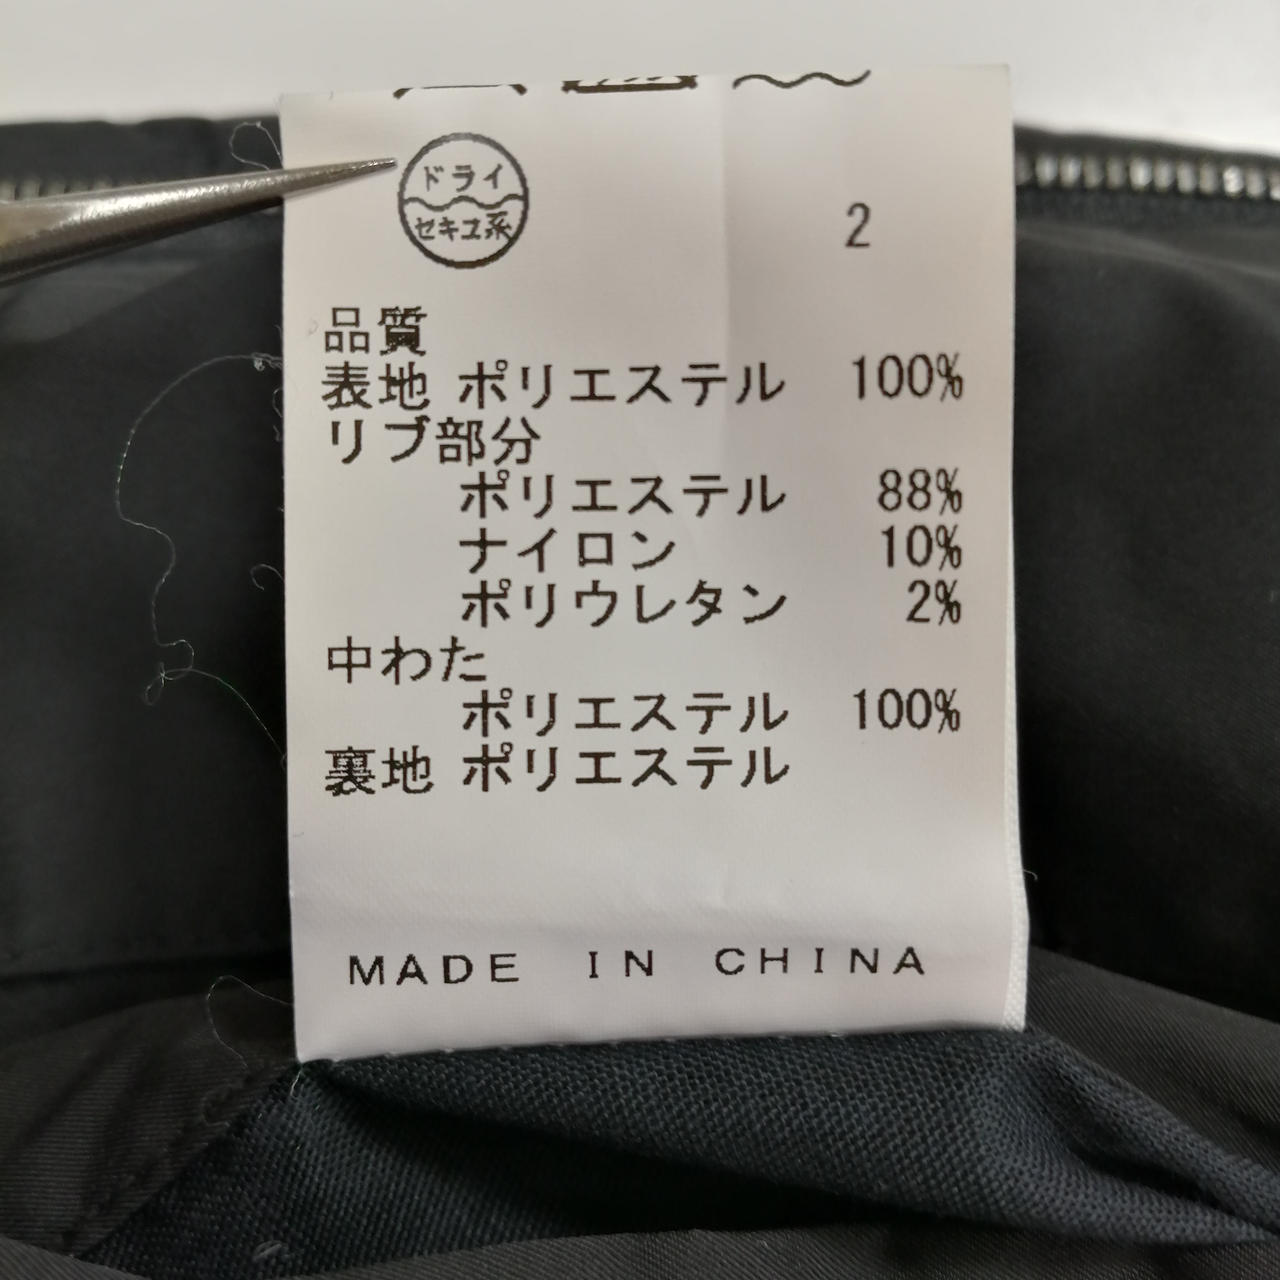 ドライ
セキユ系
2
品質
表地 ポリエステル 100%
リブ部分
ポリエステル 88%
ナイロン 10%
ポリウレタン 2%
中わた
ポリエステル 100%
裏地 ポリエステル
MADE IN CHINA